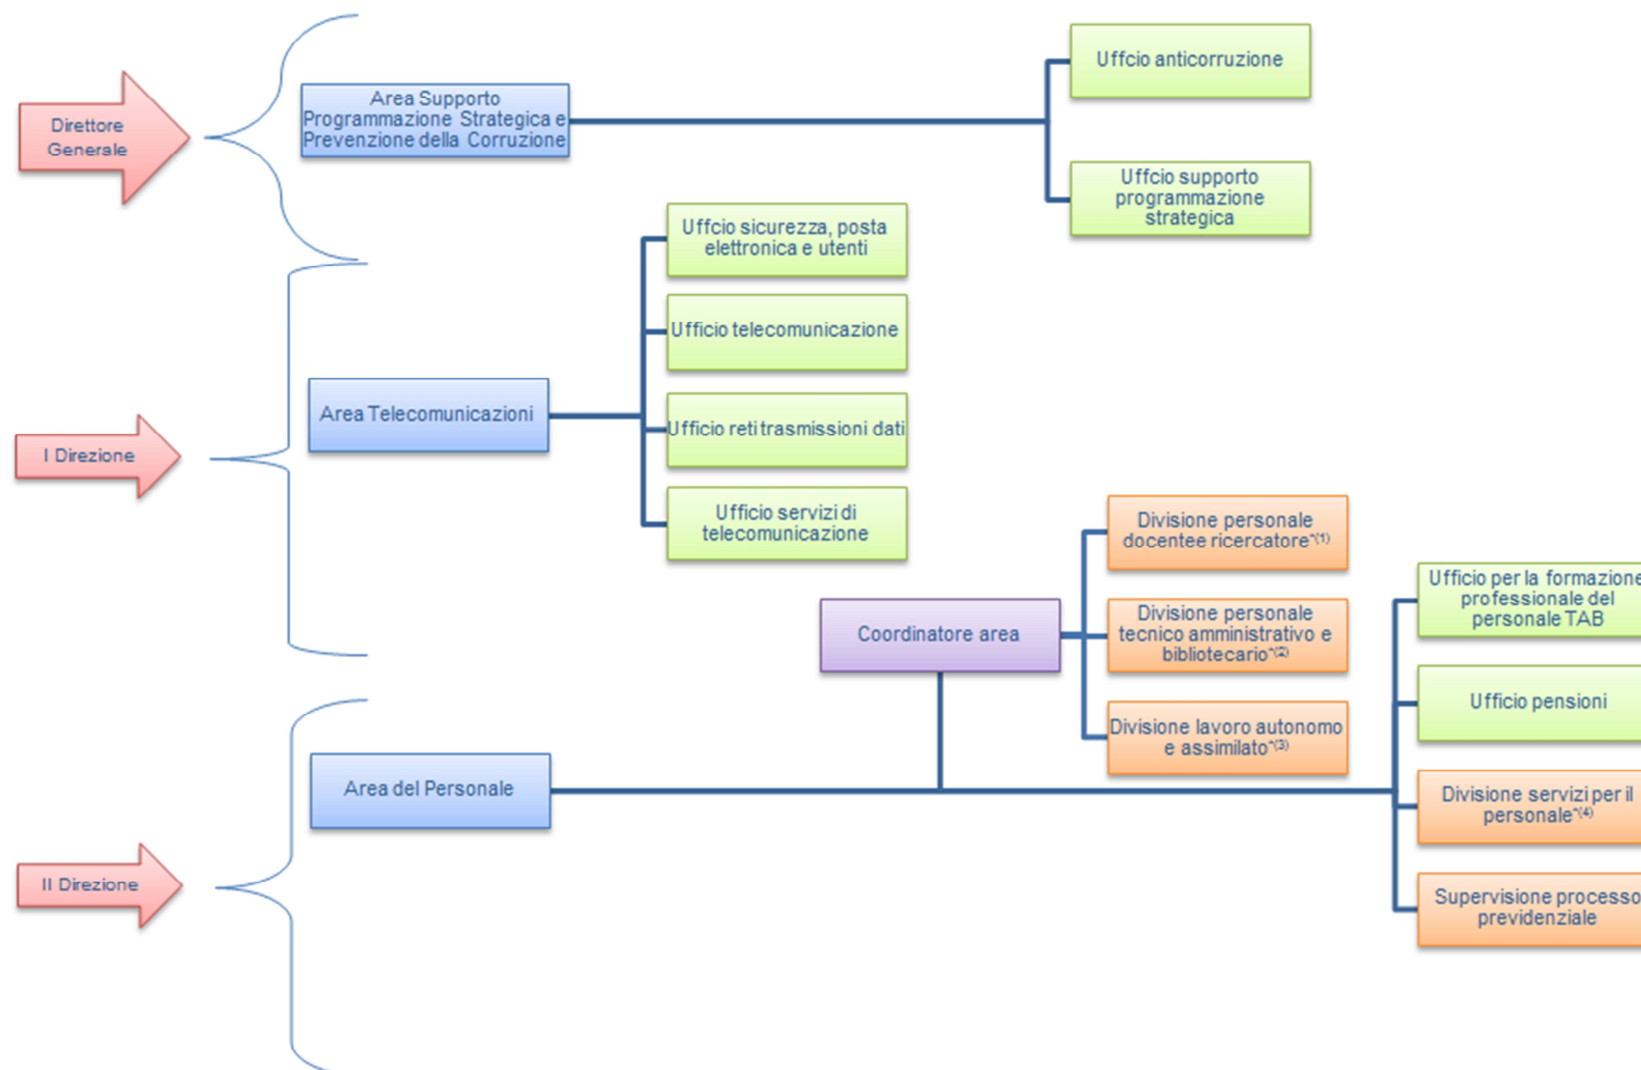 Direttore
Generale
Area Supporto
Programmazione Strategica e
Prevenzione della Corruzione
Uffcio anticorruzione
Uffcio supporto
programmazione
strategica
I Direzione
Area Telecomunicazioni
Uffcio sicurezza, posta
elettronica e utenti
Ufficio telecomunicazione
Ufficio reti trasmissioni dati
Ufficio servizi di
telecomunicazione
II Direzione
Area del Personale
Coordinatore area
Divisione personale
docentee ricercatore*(1)
Divisione personale
tecnico amministrativo e
bibliotecario*(2)
Divisione lavoro autonomo
e assimilato*(3)
Ufficio per la formazione
professionale del
personale TAB
Ufficio pensioni
Divisione servizi per il
personale*(4)
Supervisione processo
previdenziale